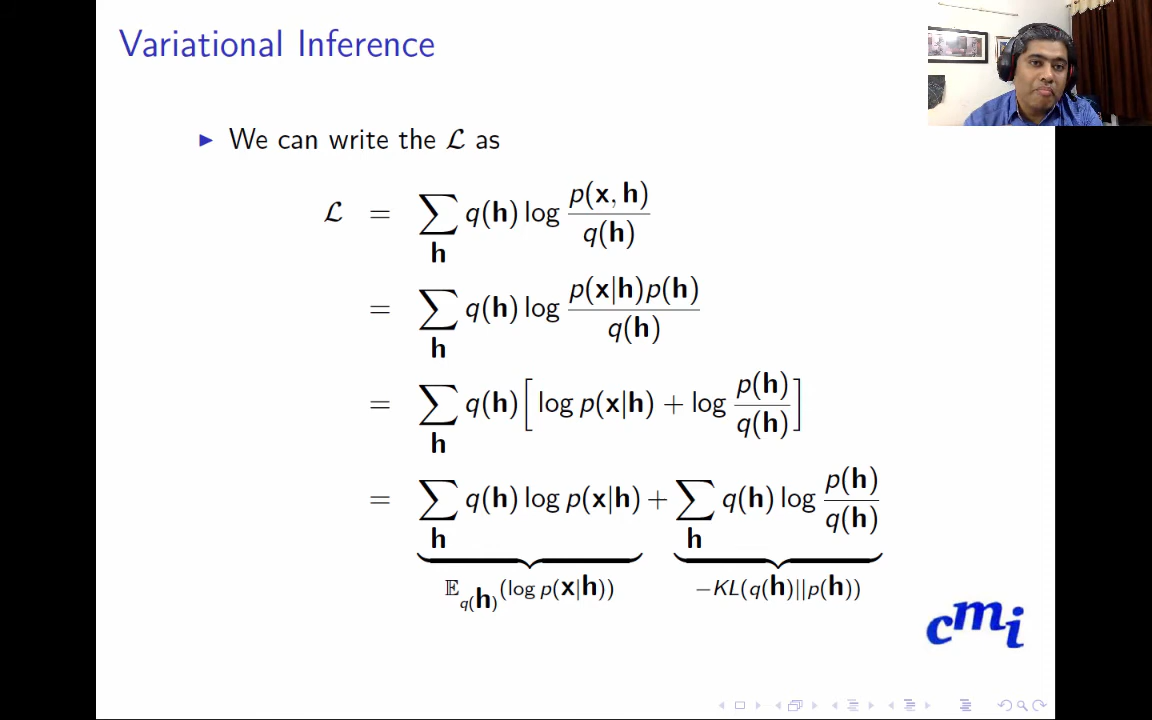 Variational Inference
▶ We can write the ℒ as
ℒ = ∑_h q(h) log p(x, h) / q(h)
= ∑_h q(h) log p(x|h)p(h) / q(h)
= ∑_h q(h) [ log p(x|h) + log p(h) / q(h) ]
= ∑_h q(h) log p(x|h) + ∑_h q(h) log p(h) / q(h)
𝔼_q(h) (log p(x|h)) −KL(q(h)||p(h))
cmi